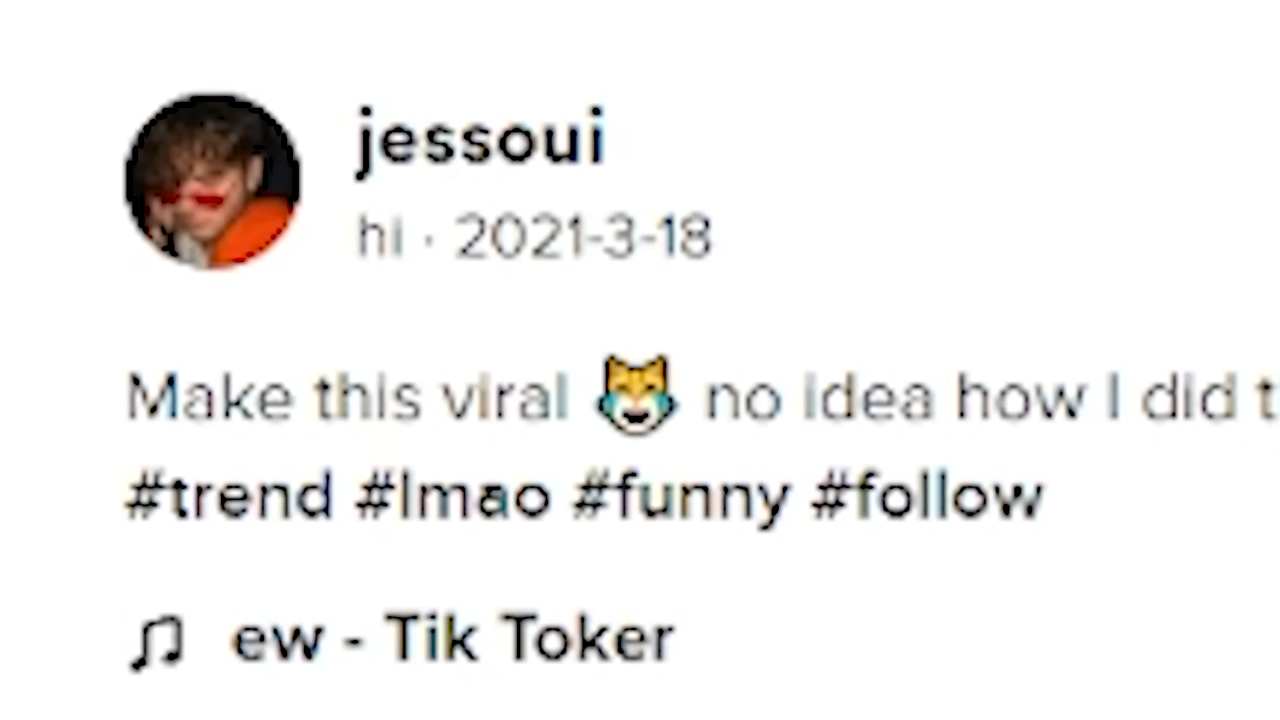 jessoui
hi · 2021-3-18
Make this viral 😹 no idea how I did
#trend #lmao #funny #follow
ew - Tik Toker